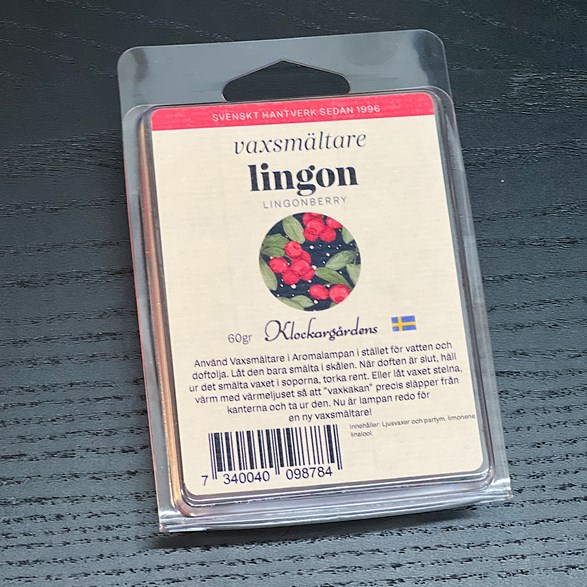 SVENSKT HANTVERK SEDAN 1996
vaxsmältare
lingon
LINGONBERRY
60gr Klockargårdens
Använd Vaxsmältare i Aromalampan i stället för vatten och
doftolja. Låt den bara smälta i skålen. När doften är slut, häll
ur det smälta vaxet i soporna, torka rent. Eller låt vaxet stelna,
värm med värmeljuset så att "vaxkakan" precis släpper från
kanterna och ta ur den. Nu är lampan redo för
en ny vaxsmältare!
Innehåller: Ljusvaxer och parfym, limonene
linalool.
7 340040 098784